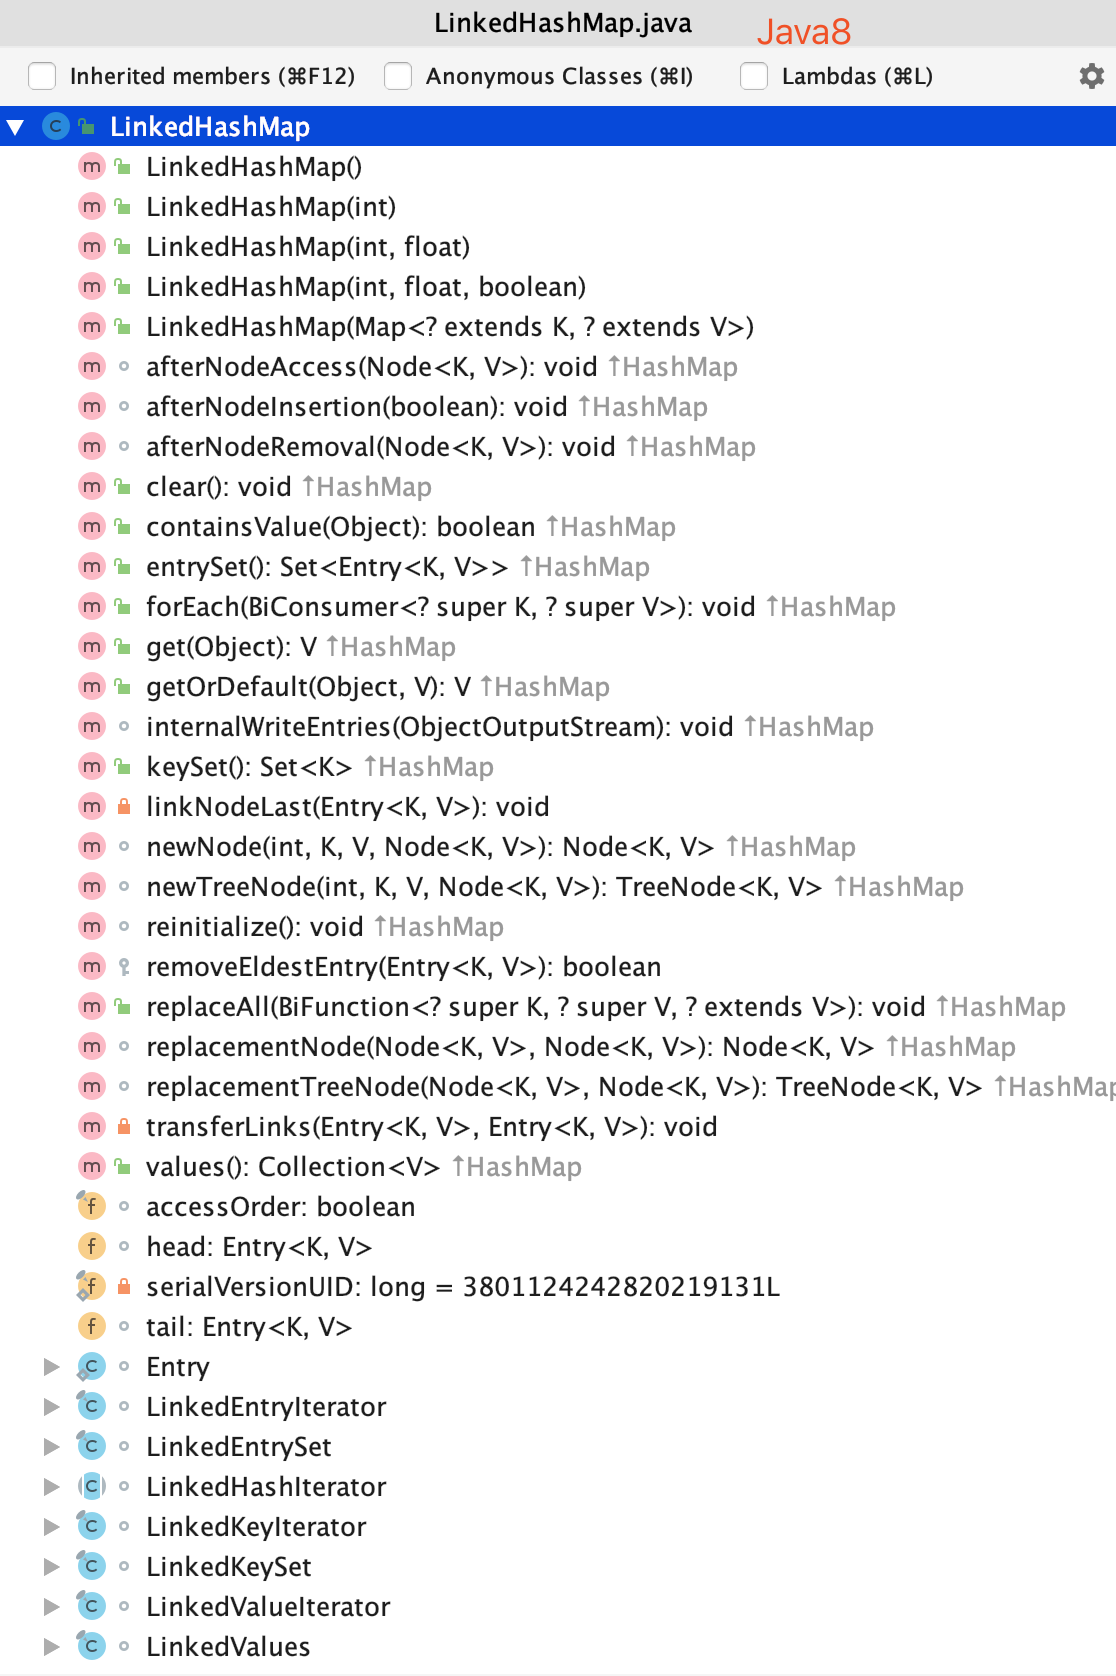 LinkedHashMap.java
Java8
Inherited members (⌘F12) Anonymous Classes (⌘I) Lambdas (⌘L)
C LinkedHashMap
m LinkedHashMap()
m LinkedHashMap(int)
m LinkedHashMap(int, float)
m LinkedHashMap(int, float, boolean)
m LinkedHashMap(Map<? extends K, ? extends V>)
m afterNodeAccess(Node<K, V>): void ↑HashMap
m afterNodeInsertion(boolean): void ↑HashMap
m afterNodeRemoval(Node<K, V>): void ↑HashMap
m clear(): void ↑HashMap
m containsValue(Object): boolean ↑HashMap
m entrySet(): Set<Entry<K, V>> ↑HashMap
m forEach(BiConsumer<? super K, ? super V>): void ↑HashMap
m get(Object): V ↑HashMap
m getOrDefault(Object, V): V ↑HashMap
m internalWriteEntries(ObjectOutputStream): void ↑HashMap
m keySet(): Set<K> ↑HashMap
m linkNodeLast(Entry<K, V>): void
m newNode(int, K, V, Node<K, V>): Node<K, V> ↑HashMap
m newTreeNode(int, K, V, Node<K, V>): TreeNode<K, V> ↑HashMap
m reinitialize(): void ↑HashMap
m removeEldestEntry(Entry<K, V>): boolean
m replaceAll(BiFunction<? super K, ? super V, ? extends V>): void ↑HashMap
m replacementNode(Node<K, V>, Node<K, V>): Node<K, V> ↑HashMap
m replacementTreeNode(Node<K, V>, Node<K, V>): TreeNode<K, V> ↑HashMap
m transferLinks(Entry<K, V>, Entry<K, V>): void
m values(): Collection<V> ↑HashMap
f accessOrder: boolean
f head: Entry<K, V>
f serialVersionUID: long = 3801124242820219131L
f tail: Entry<K, V>
C Entry
C LinkedEntryIterator
C LinkedEntrySet
C LinkedHashIterator
C LinkedKeyIterator
C LinkedKeySet
C LinkedValueIterator
C LinkedValues